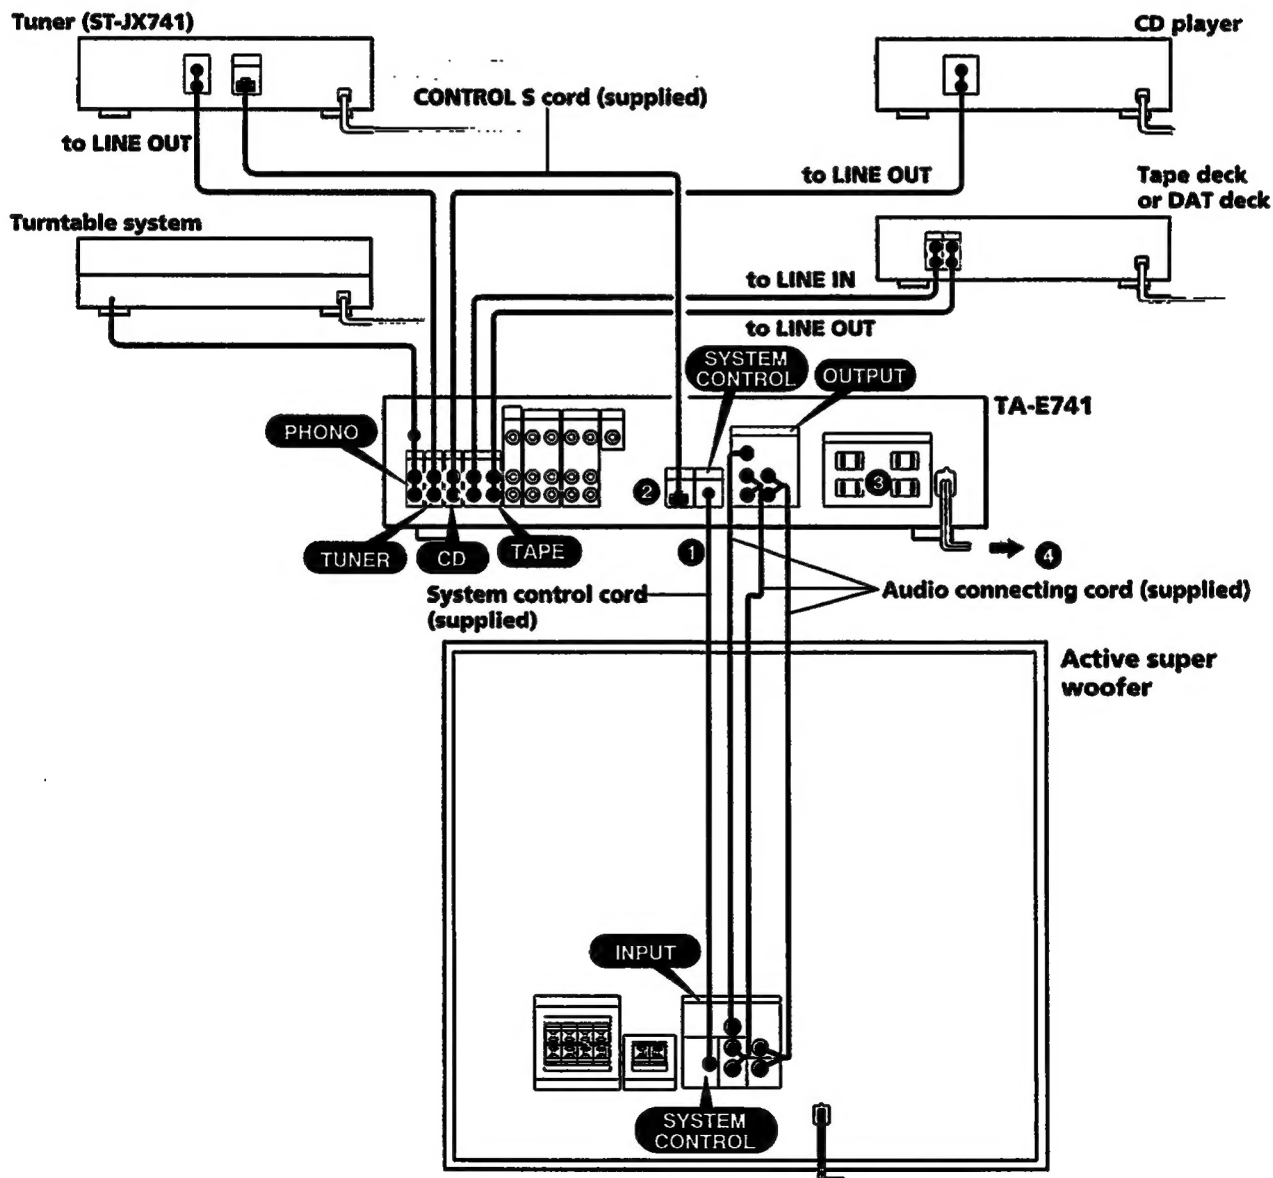 Tuner (ST-JX741)
CD player
CONTROL S cord (supplied)
to LINE OUT
to LINE OUT
Tape deck
or DAT deck
Turntable system
to LINE IN
to LINE OUT
SYSTEM
CONTROL
OUTPUT
TA-E741
PHONO
2
3
TUNER
CD
TAPE
1
4
System control cord
(supplied)
Audio connecting cord (supplied)
Active super
woofer
INPUT
SYSTEM
CONTROL